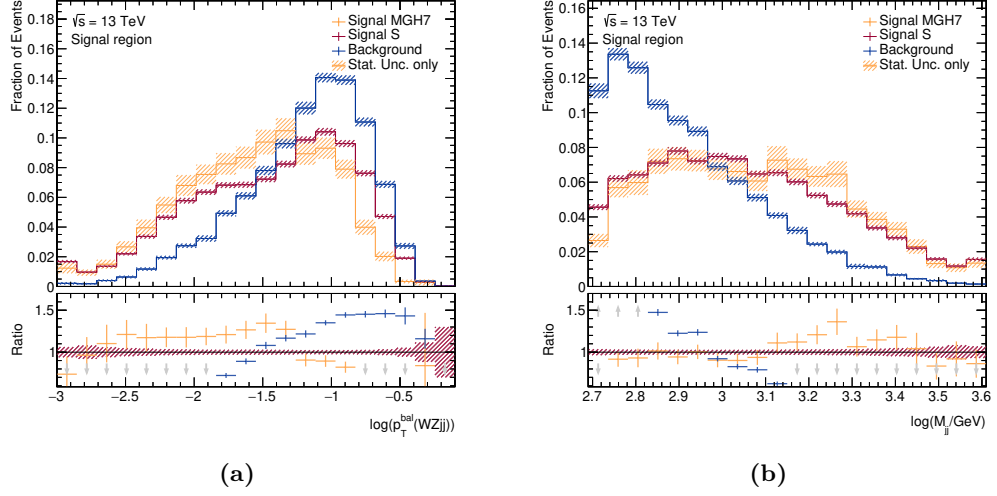 √s = 13 TeV
Signal region
Signal MGH7
Signal S
Background
Stat. Unc. only
Fraction of Events
0.18
0.16
0.14
0.12
0.1
0.08
0.06
0.04
0.02
0
Ratio
1.5
1
−3 −2.5 −2 −1.5 −1 −0.5
log(p_T^bal(WZjj))
(a)
√s = 13 TeV
Signal region
Signal MGH7
Signal S
Background
Stat. Unc. only
Fraction of Events
0.18
0.16
0.14
0.12
0.1
0.08
0.06
0.04
0.02
0
Ratio
1.5
1
2.7 2.8 2.9 3 3.1 3.2 3.3 3.4 3.5 3.6
log(M_jj/GeV)
(b)